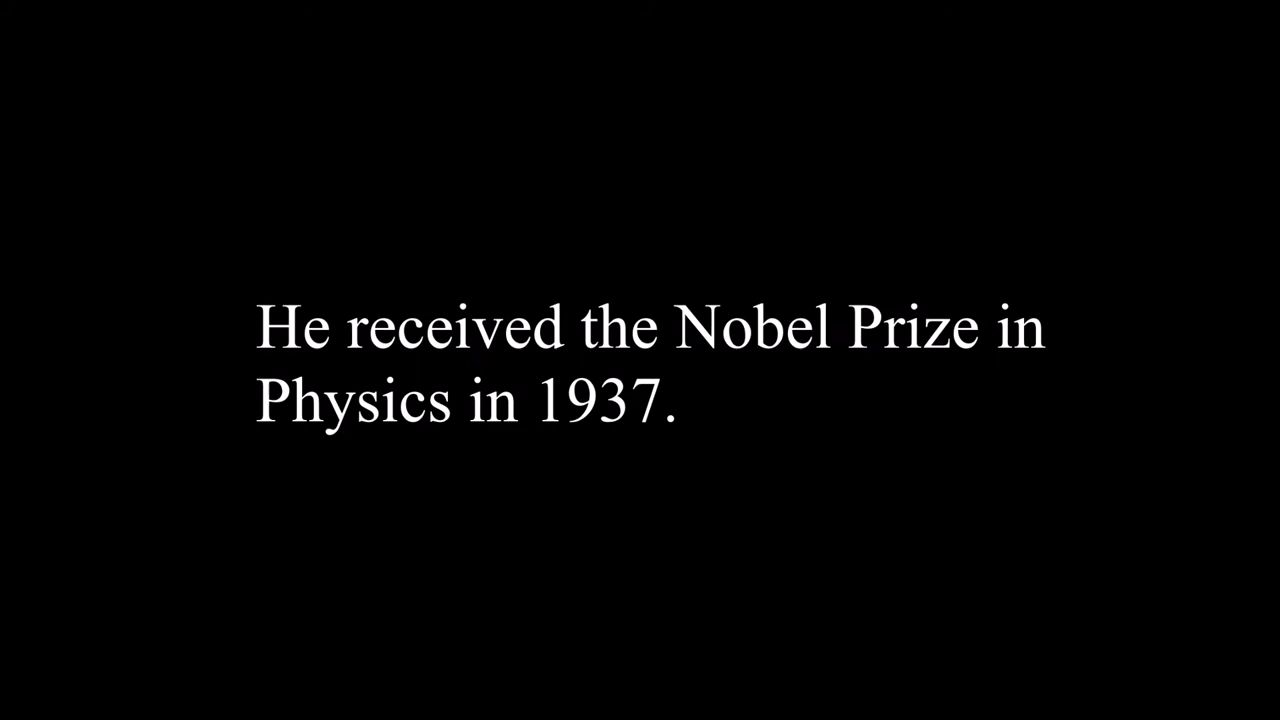 He received the Nobel Prize in
Physics in 1937.